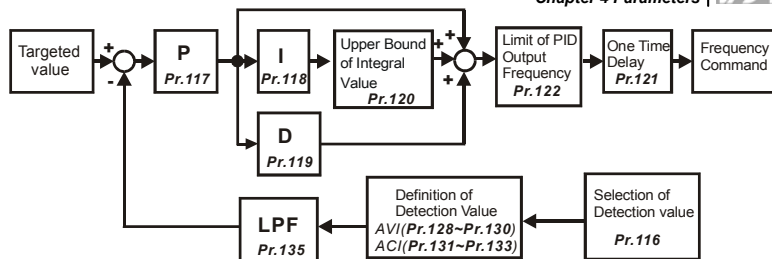 Chapter 4 Parameters |
Targeted
value
+
-
P
Pr.117
I
Pr.118
D
Pr.119
Upper Bound
of Integral
Value
Pr.120
+
+
+
Limit of PID
Output
Frequency
Pr.122
One Time
Delay
Pr.121
Frequency
Command
LPF
Pr.135
Definition of
Detection Value
AVI(Pr.128~Pr.130)
ACI(Pr.131~Pr.133)
Selection of
Detection value
Pr.116